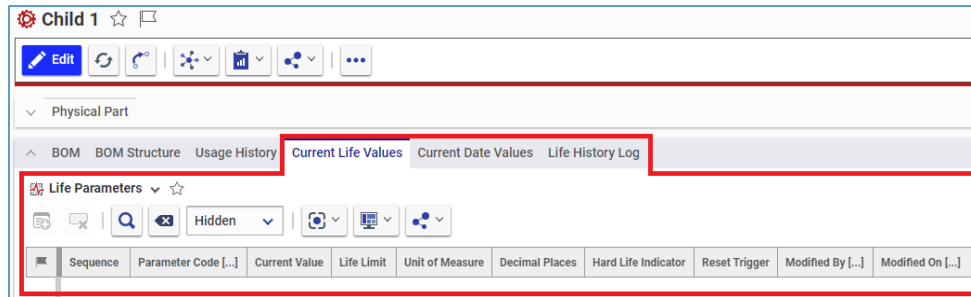 Child 1
Edit
Physical Part
BOM BOM Structure Usage History Current Life Values Current Date Values Life History Log
Life Parameters
Hidden
Sequence Parameter Code [...] Current Value Life Limit Unit of Measure Decimal Places Hard Life Indicator Reset Trigger Modified By [...] Modified On [...]